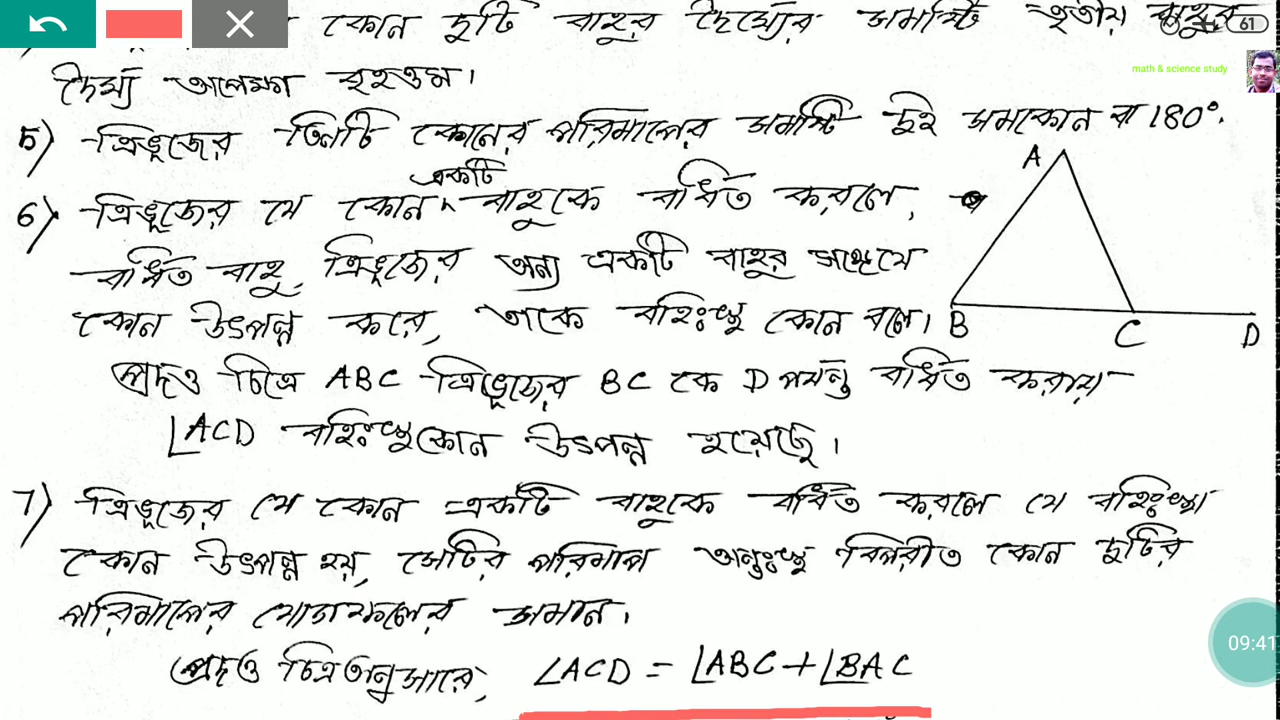 কোন দুটি বাহুর দৈর্ঘ্যের সমষ্টি তৃতীয় বাহুর
61
math & science study
দৈর্ঘ্য অপেক্ষা বৃহত্তম।
5) ত্রিভূজের তিনটি কোনের পরিমাপের সমষ্টি দুই সমকোন বা 180°.
6) ত্রিভূজের যে কোন একটি বাহুকে বর্ধিত করলে,
বর্ধিত বাহু, ত্রিভূজের অন্য একটি বাহুর সঙ্গে যে
কোন উৎপন্ন করে, তাকে বহিঃস্থ কোন বলে।
A
B
C
D
প্রদত্ত চিত্রে ABC ত্রিভূজের BC কে D পর্যন্ত বর্ধিত করায়
∠ACD বহিঃস্থকোন উৎপন্ন হয়েছে।
7) ত্রিভূজের যে কোন একটি বাহুকে বর্ধিত করলে যে বহিঃস্থ
কোন উৎপন্ন হয়, সেটির পরিমাপ অন্তঃস্থ বিপরীত কোন দুটির
পরিমাপের যোগফলের সমান।
প্রদত্ত চিত্রানুসারে, ∠ACD = ∠ABC + ∠BAC
09:41